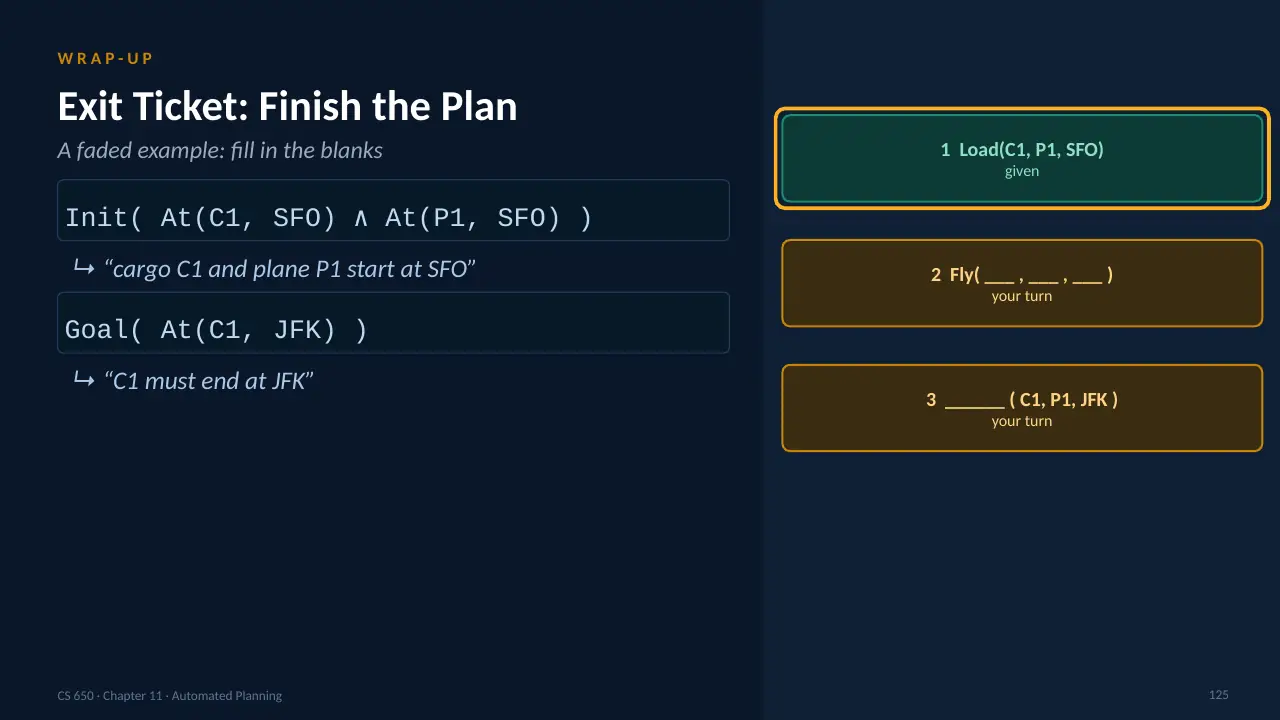 WRAP-UP
Exit Ticket: Finish the Plan
A faded example: fill in the blanks
Init( At(C1, SFO) ∧ At(P1, SFO) )
↪ “cargo C1 and plane P1 start at SFO”
Goal( At(C1, JFK) )
↪ “C1 must end at JFK”
1 Load(C1, P1, SFO)
given
2 Fly( ___ , ___ , ___ )
your turn
3 ______ ( C1, P1, JFK )
your turn
CS 650 · Chapter 11 · Automated Planning
125